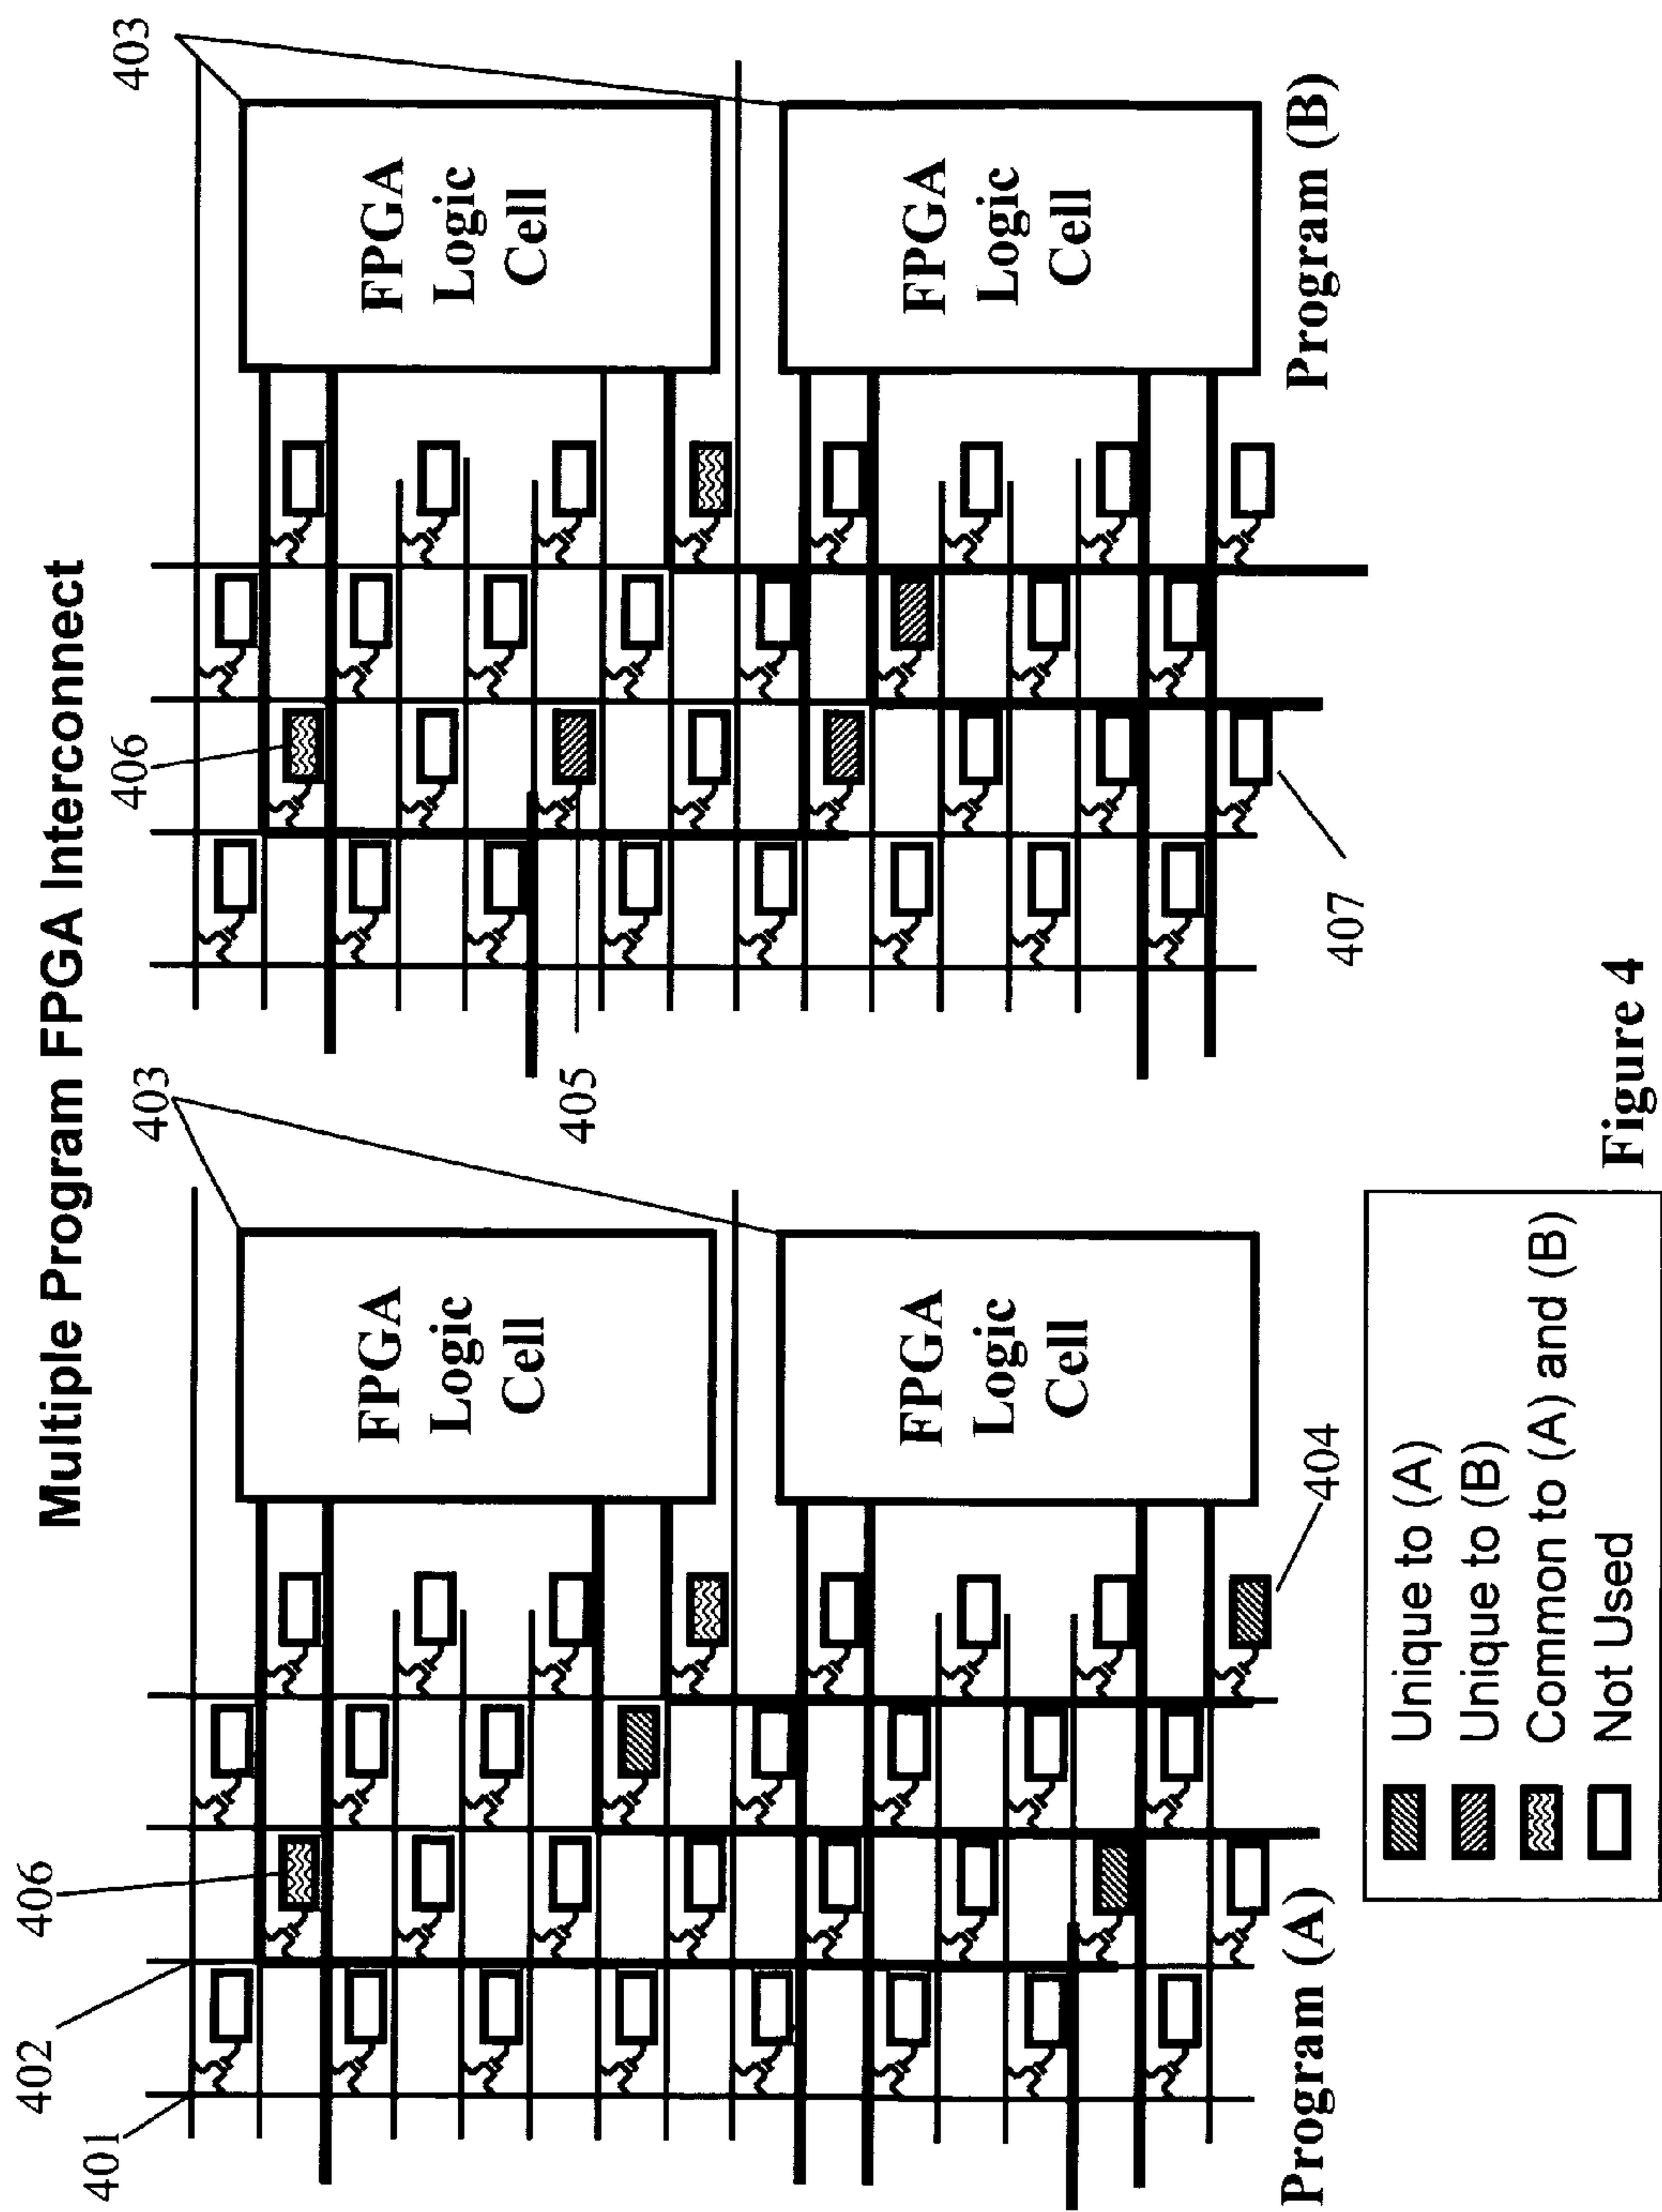 Multiple Program FPGA Interconnect
401
402
406
403
FPGA
Logic
Cell
FPGA
Logic
Cell
404
Program (A)
405
406
403
FPGA
Logic
Cell
FPGA
Logic
Cell
407
Program (B)
Unique to (A)
Unique to (B)
Common to (A) and (B)
Not Used
Figure 4